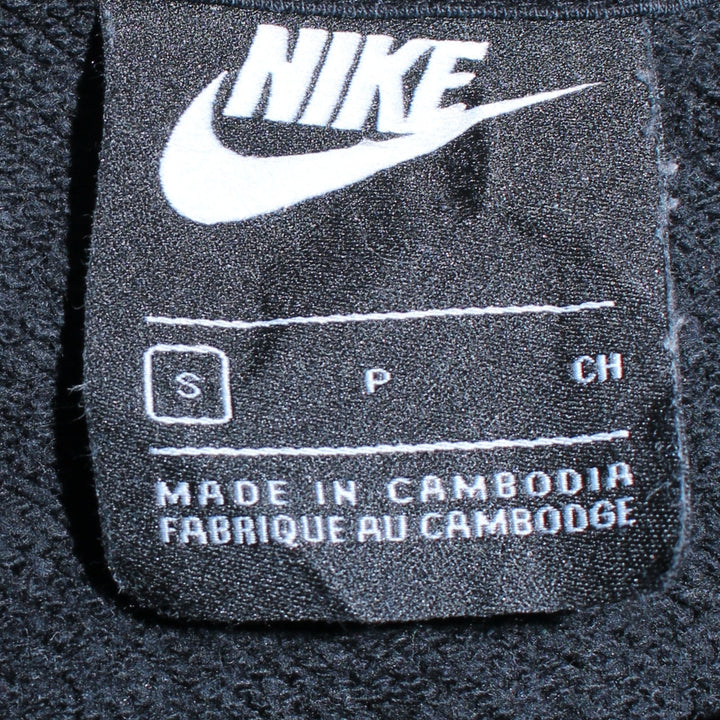 NIKE
S P CH
MADE IN CAMBODIA
FABRIQUE AU CAMBODGE